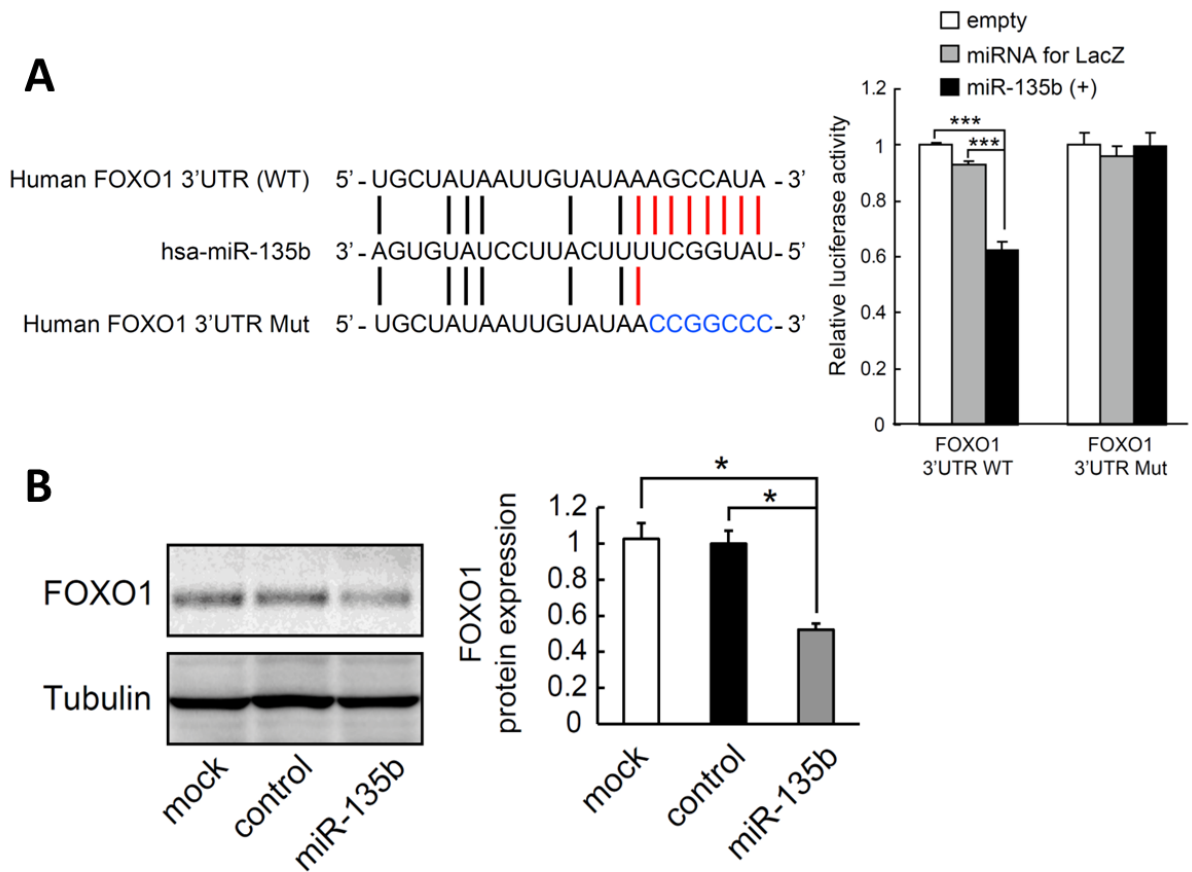 A
Human FOXO1 3’UTR (WT) 5’ - UGCUAUAAUUGUAUAAAGCCAUA - 3’
hsa-miR-135b 3’ - AGUGUAUCCUUACUUUUCGGUAU - 5’
Human FOXO1 3’UTR Mut 5’ - UGCUAUAAUUGUAUAACCGGCCC - 3’
empty
miRNA for LacZ
miR-135b (+)
Relative luciferase activity
1.2
1
0.8
0.6
0.4
0.2
0
***
***
FOXO1
3’UTR WT
FOXO1
3’UTR Mut
B
FOXO1
Tubulin
mock
control
miR-135b
FOXO1
protein expression
1.2
1
0.8
0.6
0.4
0.2
0
*
*
mock
control
miR-135b